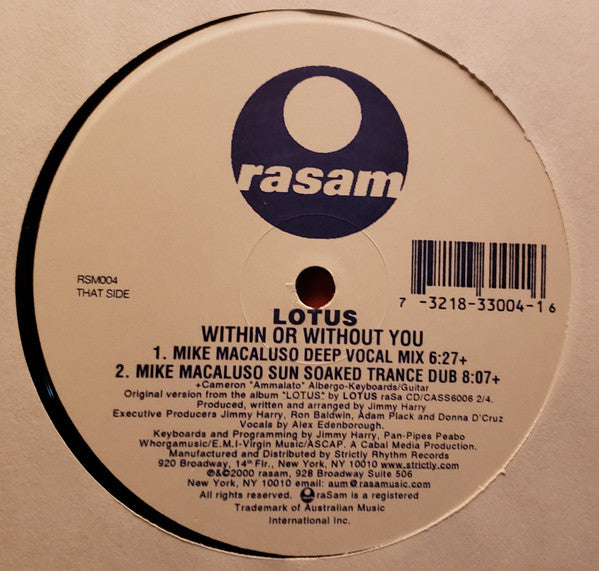 rasam
RSM004
THAT SIDE
7 -3218-33004-1 6
LOTUS
WITHIN OR WITHOUT YOU
1. MIKE MACALUSO DEEP VOCAL MIX 6:27+
2. MIKE MACALUSO SUN SOAKED TRANCE DUB 8:07+
+Cameron "Ammalato" Albergo-Keyboards/Guitar
Original version from the album "LOTUS" by LOTUS raSa CD/CASS6006 2/4.
Produced, written and arranged by Jimmy Harry
Executive Producers Jimmy Harry, Ron Baldwin, Adam Plack and Donna D'Cruz
Vocals by Alex Edenborough.
Keyboards and Programming by Jimmy Harry, Pan-Pipes Peabo
Whorgamusic/E.M.I-Virgin Music/ASCAP. A Cabal Media Production.
Manufactured and Distributed by Strictly Rhythm Records
920 Broadway, 14th Flr., New York, NY 10010 www.strictly.com
℗&©2000 rasam, 928 Broadway Suite 506
New York, NY 10010 email: aum@rasamusic.com
All rights reserved. raSam is a registered
Trademark of Australian Music
International Inc.